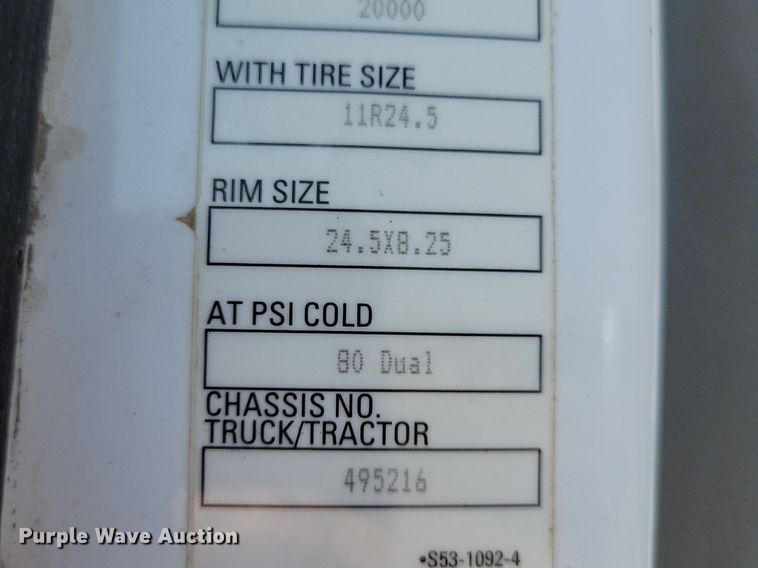 20000
WITH TIRE SIZE
11R24.5
RIM SIZE
24.5X8.25
AT PSI COLD
80 Dual
CHASSIS NO.
TRUCK/TRACTOR
495216
•S53-1092-4
Purple Wave Auction